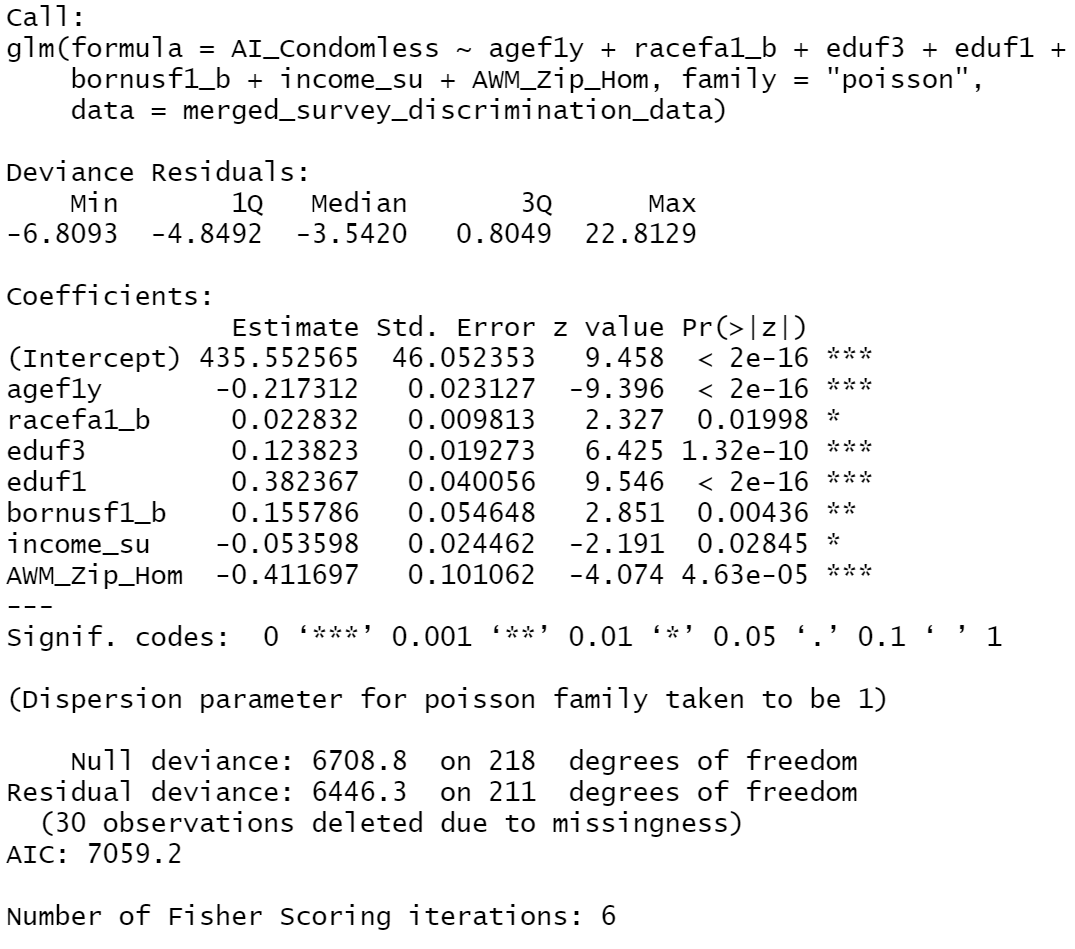 Call:
glm(formula = AI_Condomless ~ agef1y + racefa1_b + eduf3 + eduf1 +
    bornusf1_b + income_su + AWM_Zip_Hom, family = "poisson",
    data = merged_survey_discrimination_data)

Deviance Residuals:
    Min       1Q   Median       3Q      Max
-6.8093  -4.8492  -3.5420   0.8049  22.8129

Coefficients:
              Estimate Std. Error z value Pr(>|z|)
(Intercept) 435.552565  46.052353   9.458  < 2e-16 ***
agef1y       -0.217312   0.023127  -9.396  < 2e-16 ***
racefa1_b     0.022832   0.009813   2.327  0.01998 *
eduf3         0.123823   0.019273   6.425 1.32e-10 ***
eduf1         0.382367   0.040056   9.546  < 2e-16 ***
bornusf1_b    0.155786   0.054648   2.851  0.00436 **
income_su    -0.053598   0.024462  -2.191  0.02845 *
AWM_Zip_Hom  -0.411697   0.101062  -4.074 4.63e-05 ***
---
Signif. codes:  0 ‘***’ 0.001 ‘**’ 0.01 ‘*’ 0.05 ‘.’ 0.1 ‘ ’ 1

(Dispersion parameter for poisson family taken to be 1)

    Null deviance: 6708.8  on 218  degrees of freedom
Residual deviance: 6446.3  on 211  degrees of freedom
  (30 observations deleted due to missingness)
AIC: 7059.2

Number of Fisher Scoring iterations: 6